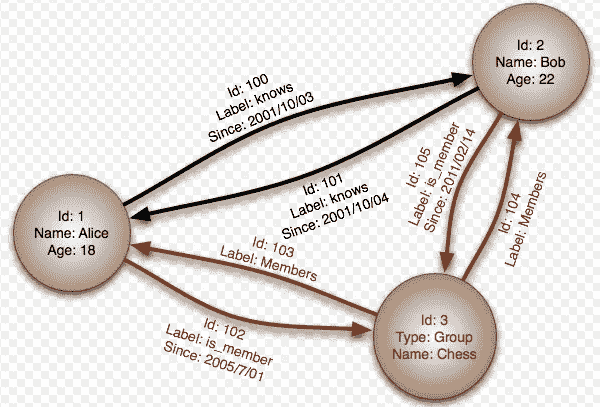 Id: 2
Name: Bob
Age: 22
Id: 100
Label: knows
Since: 2001/10/03
Id: 101
Label: knows
Since: 2001/10/04
Id: 105
Label: is_member
Since: 2011/02/14
Id: 104
Label: Members
Id: 1
Name: Alice
Age: 18
Id: 103
Label: Members
Id: 102
Label: is_member
Since: 2005/7/01
Id: 3
Type: Group
Name: Chess